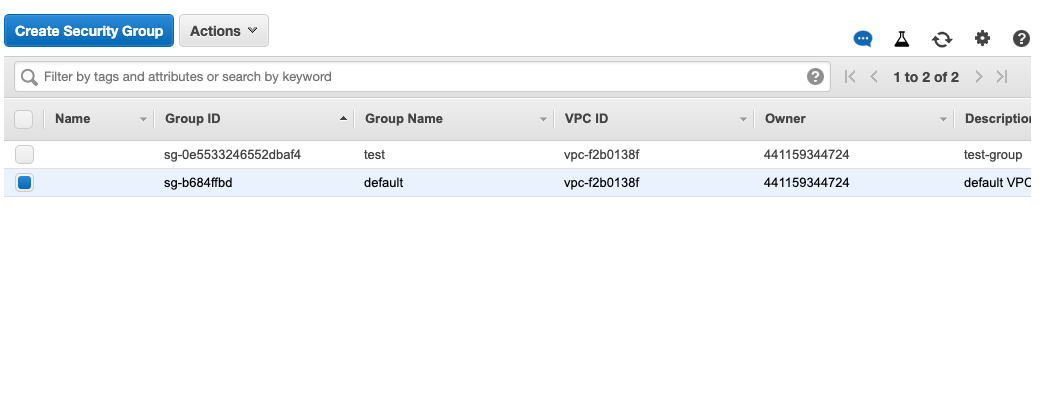 Create Security Group Actions
Filter by tags and attributes or search by keyword
1 to 2 of 2
Name Group ID Group Name VPC ID Owner Description
sg-0e5533246552dbaf4 test vpc-f2b0138f 441159344724 test-group
sg-b684ffbd default vpc-f2b0138f 441159344724 default VPC